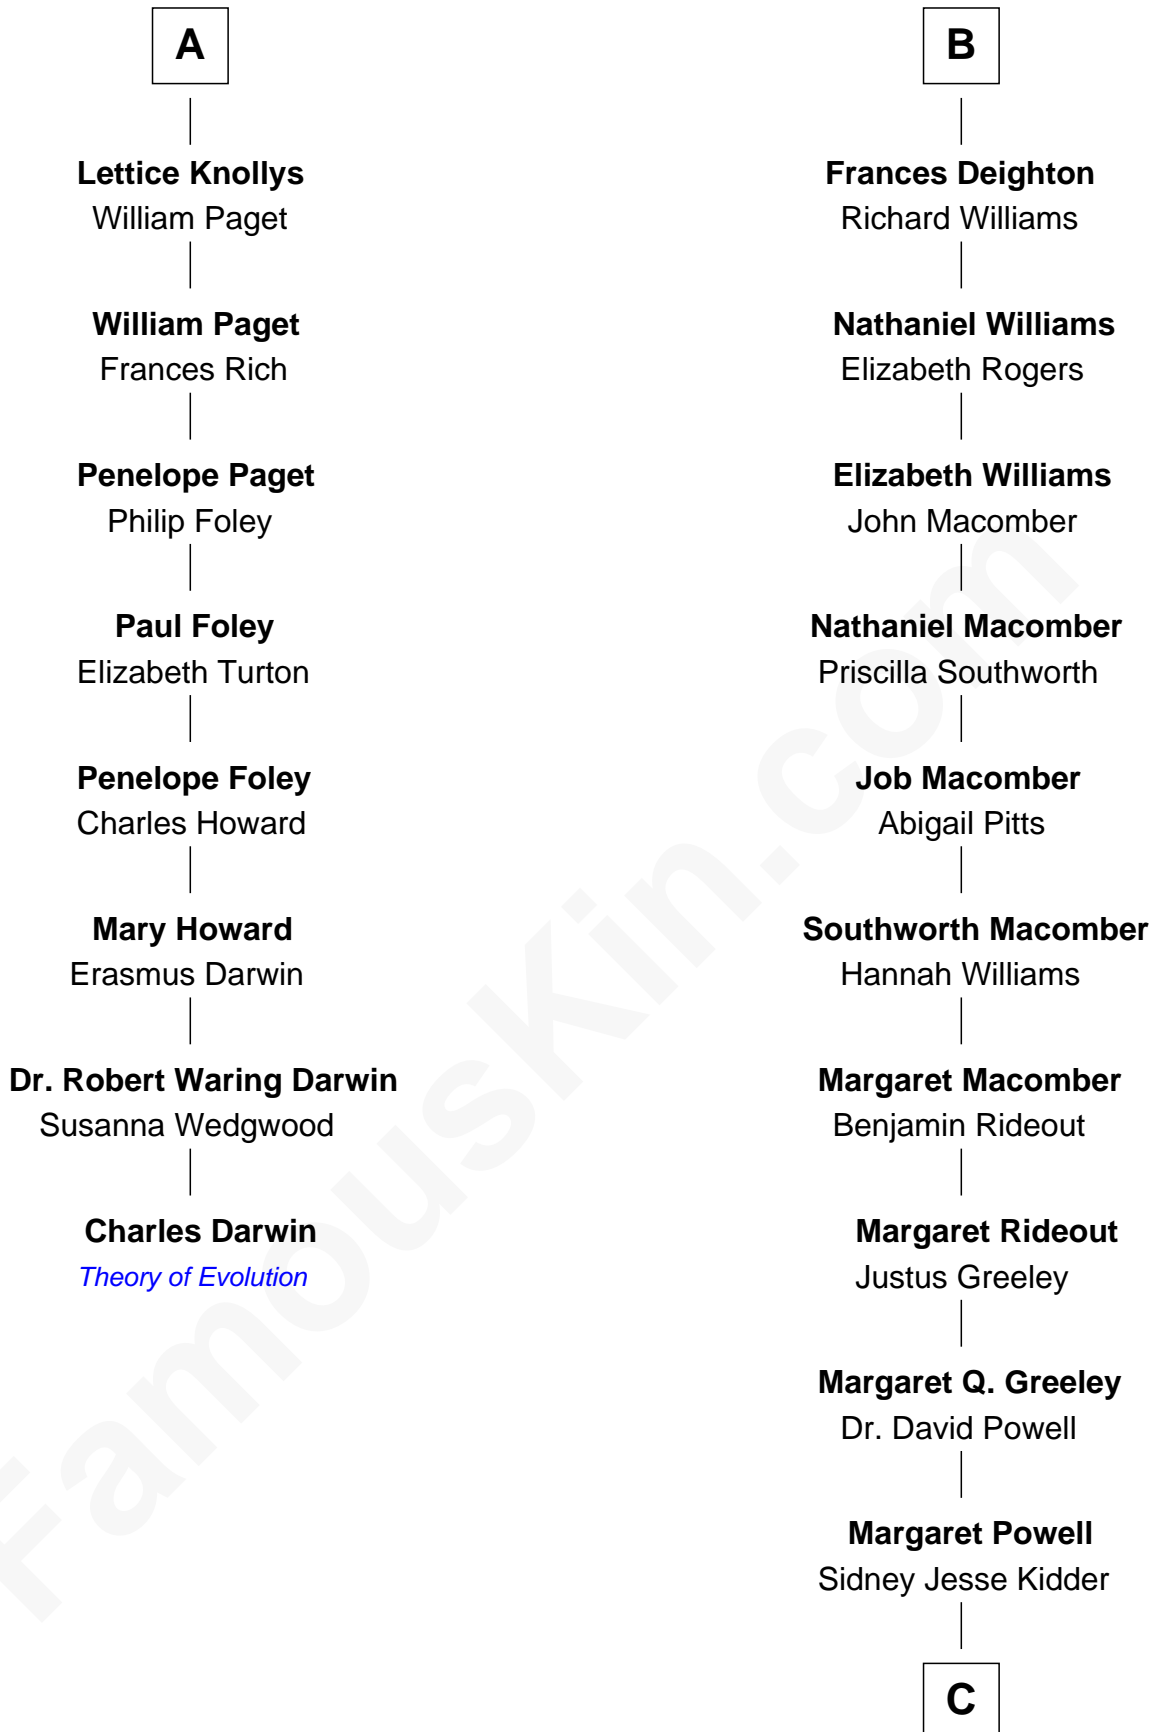 A
Lettice Knollys
William Paget
William Paget
Frances Rich
Penelope Paget
Philip Foley
Paul Foley
Elizabeth Turton
Penelope Foley
Charles Howard
Mary Howard
Erasmus Darwin
Dr. Robert Waring Darwin
Susanna Wedgwood
Charles Darwin
Theory of Evolution
B
Frances Deighton
Richard Williams
Nathaniel Williams
Elizabeth Rogers
Elizabeth Williams
John Macomber
Nathaniel Macomber
Priscilla Southworth
Job Macomber
Abigail Pitts
Southworth Macomber
Hannah Williams
Margaret Macomber
Benjamin Rideout
Margaret Rideout
Justus Greeley
Margaret Q. Greeley
Dr. David Powell
Margaret Powell
Sidney Jesse Kidder
C
FamousKin.com